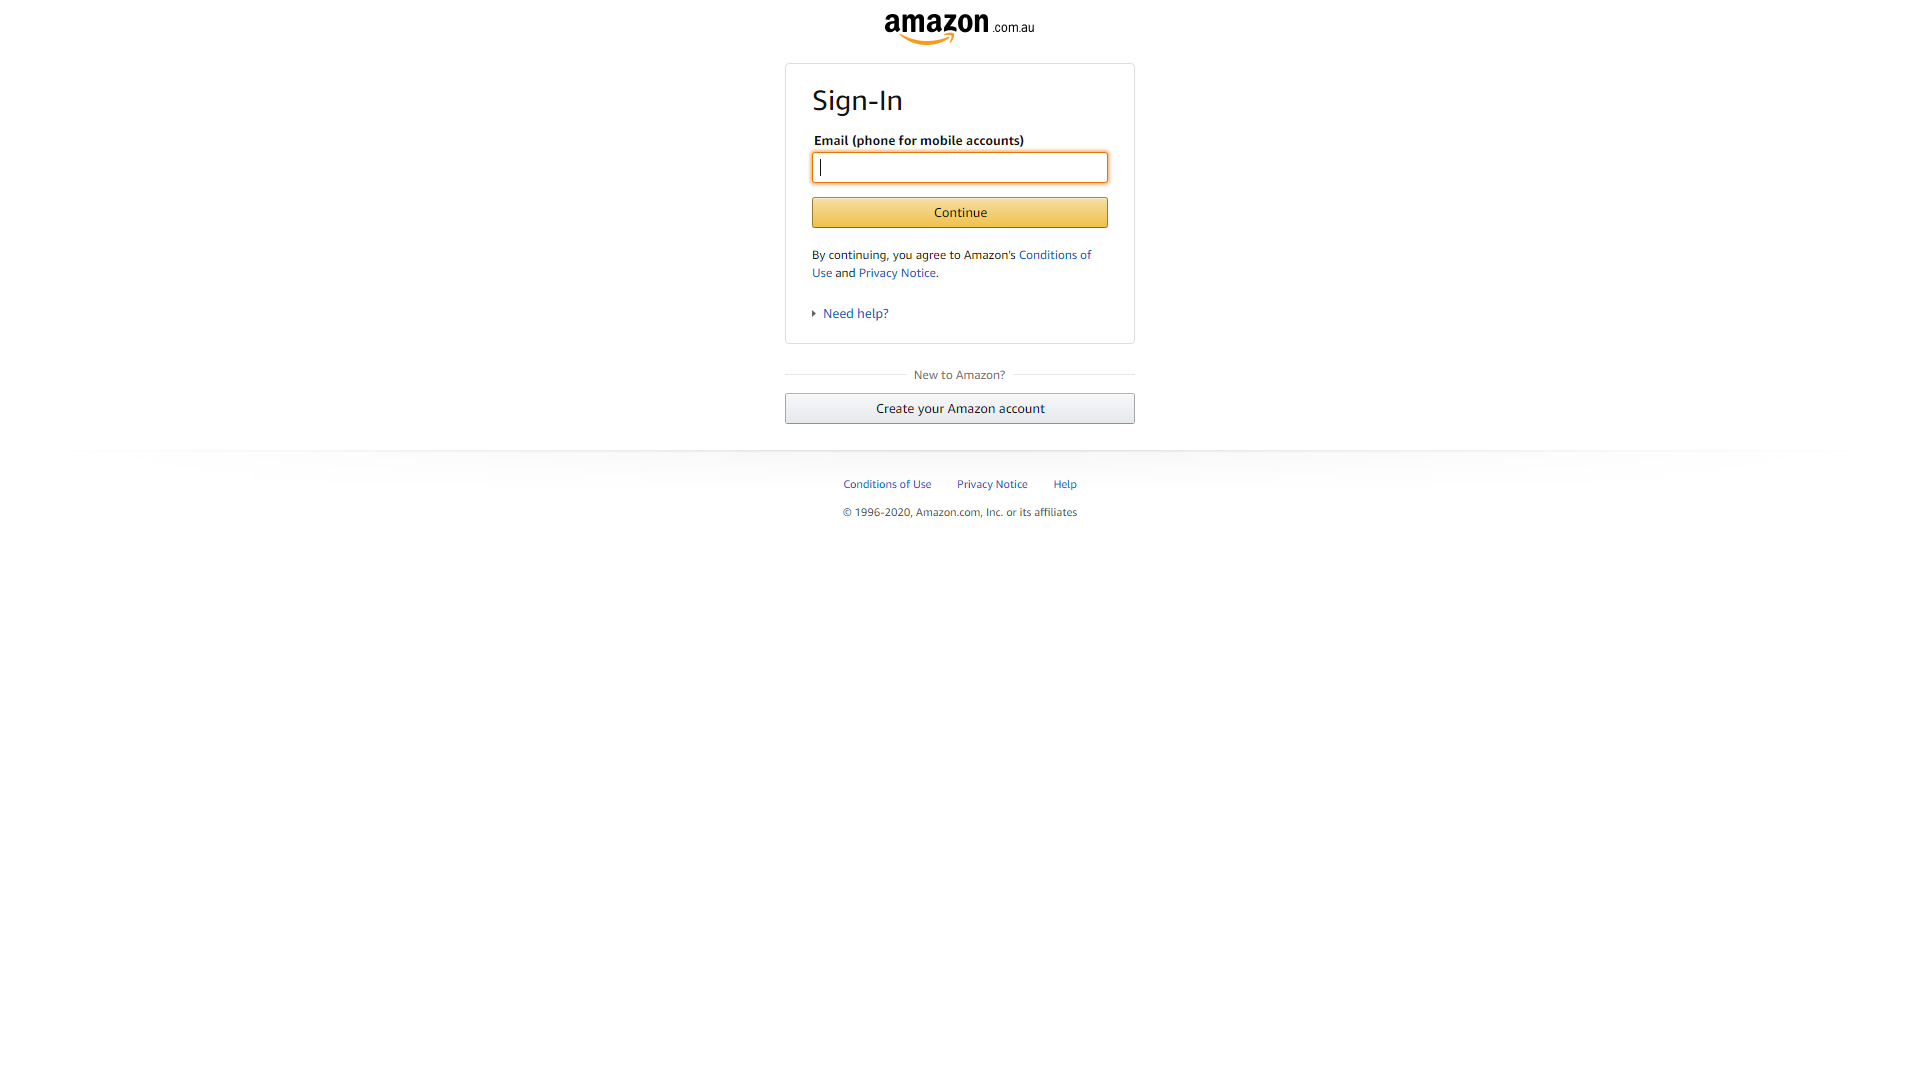 amazon.com.au
Sign-In
Email (phone for mobile accounts)
Continue
By continuing, you agree to Amazon's Conditions of
Use and Privacy Notice.
Need help?
New to Amazon?
Create your Amazon account
Conditions of Use Privacy Notice Help
© 1996-2020, Amazon.com, Inc. or its affiliates